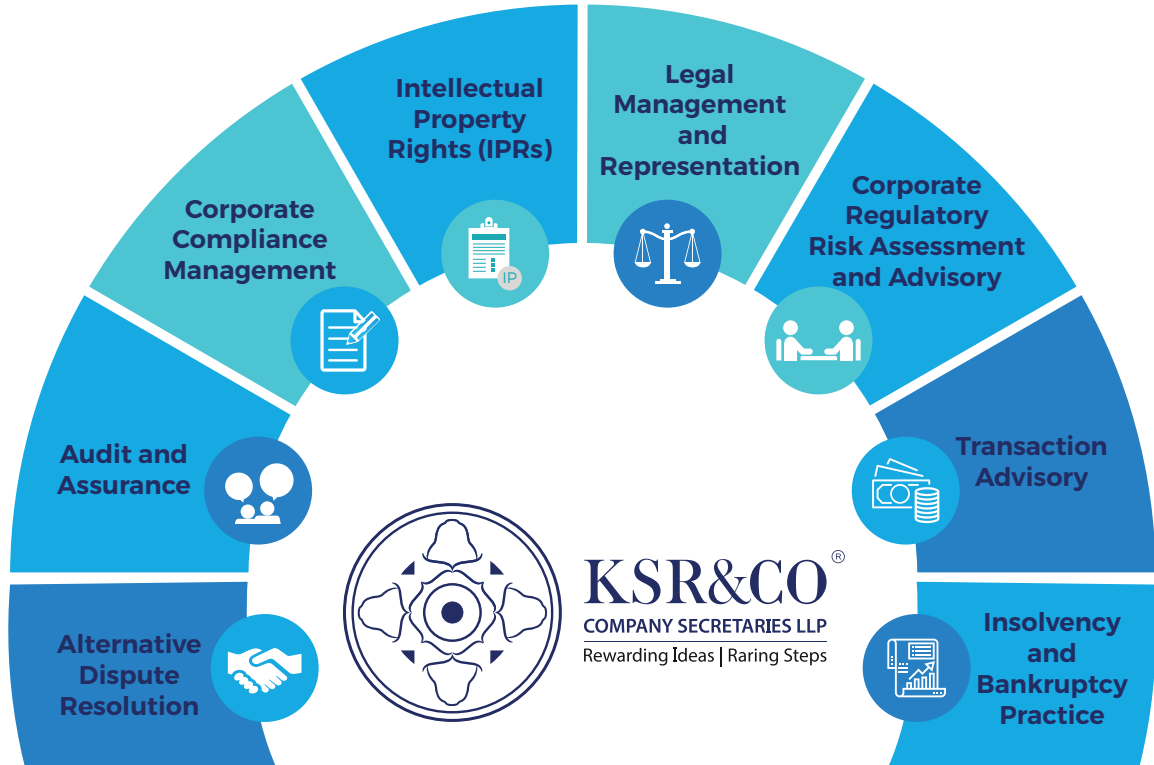 Intellectual
Property
Rights (IPRs)
Legal
Management
and
Representation
Corporate
Compliance
Management
IP
Corporate
Regulatory
Risk Assessment
and Advisory
Audit and
Assurance
Transaction
Advisory
Alternative
Dispute
Resolution
KSR&CO®
COMPANY SECRETARIES LLP
Rewarding Ideas | Raring Steps
Insolvency
and
Bankruptcy
Practice